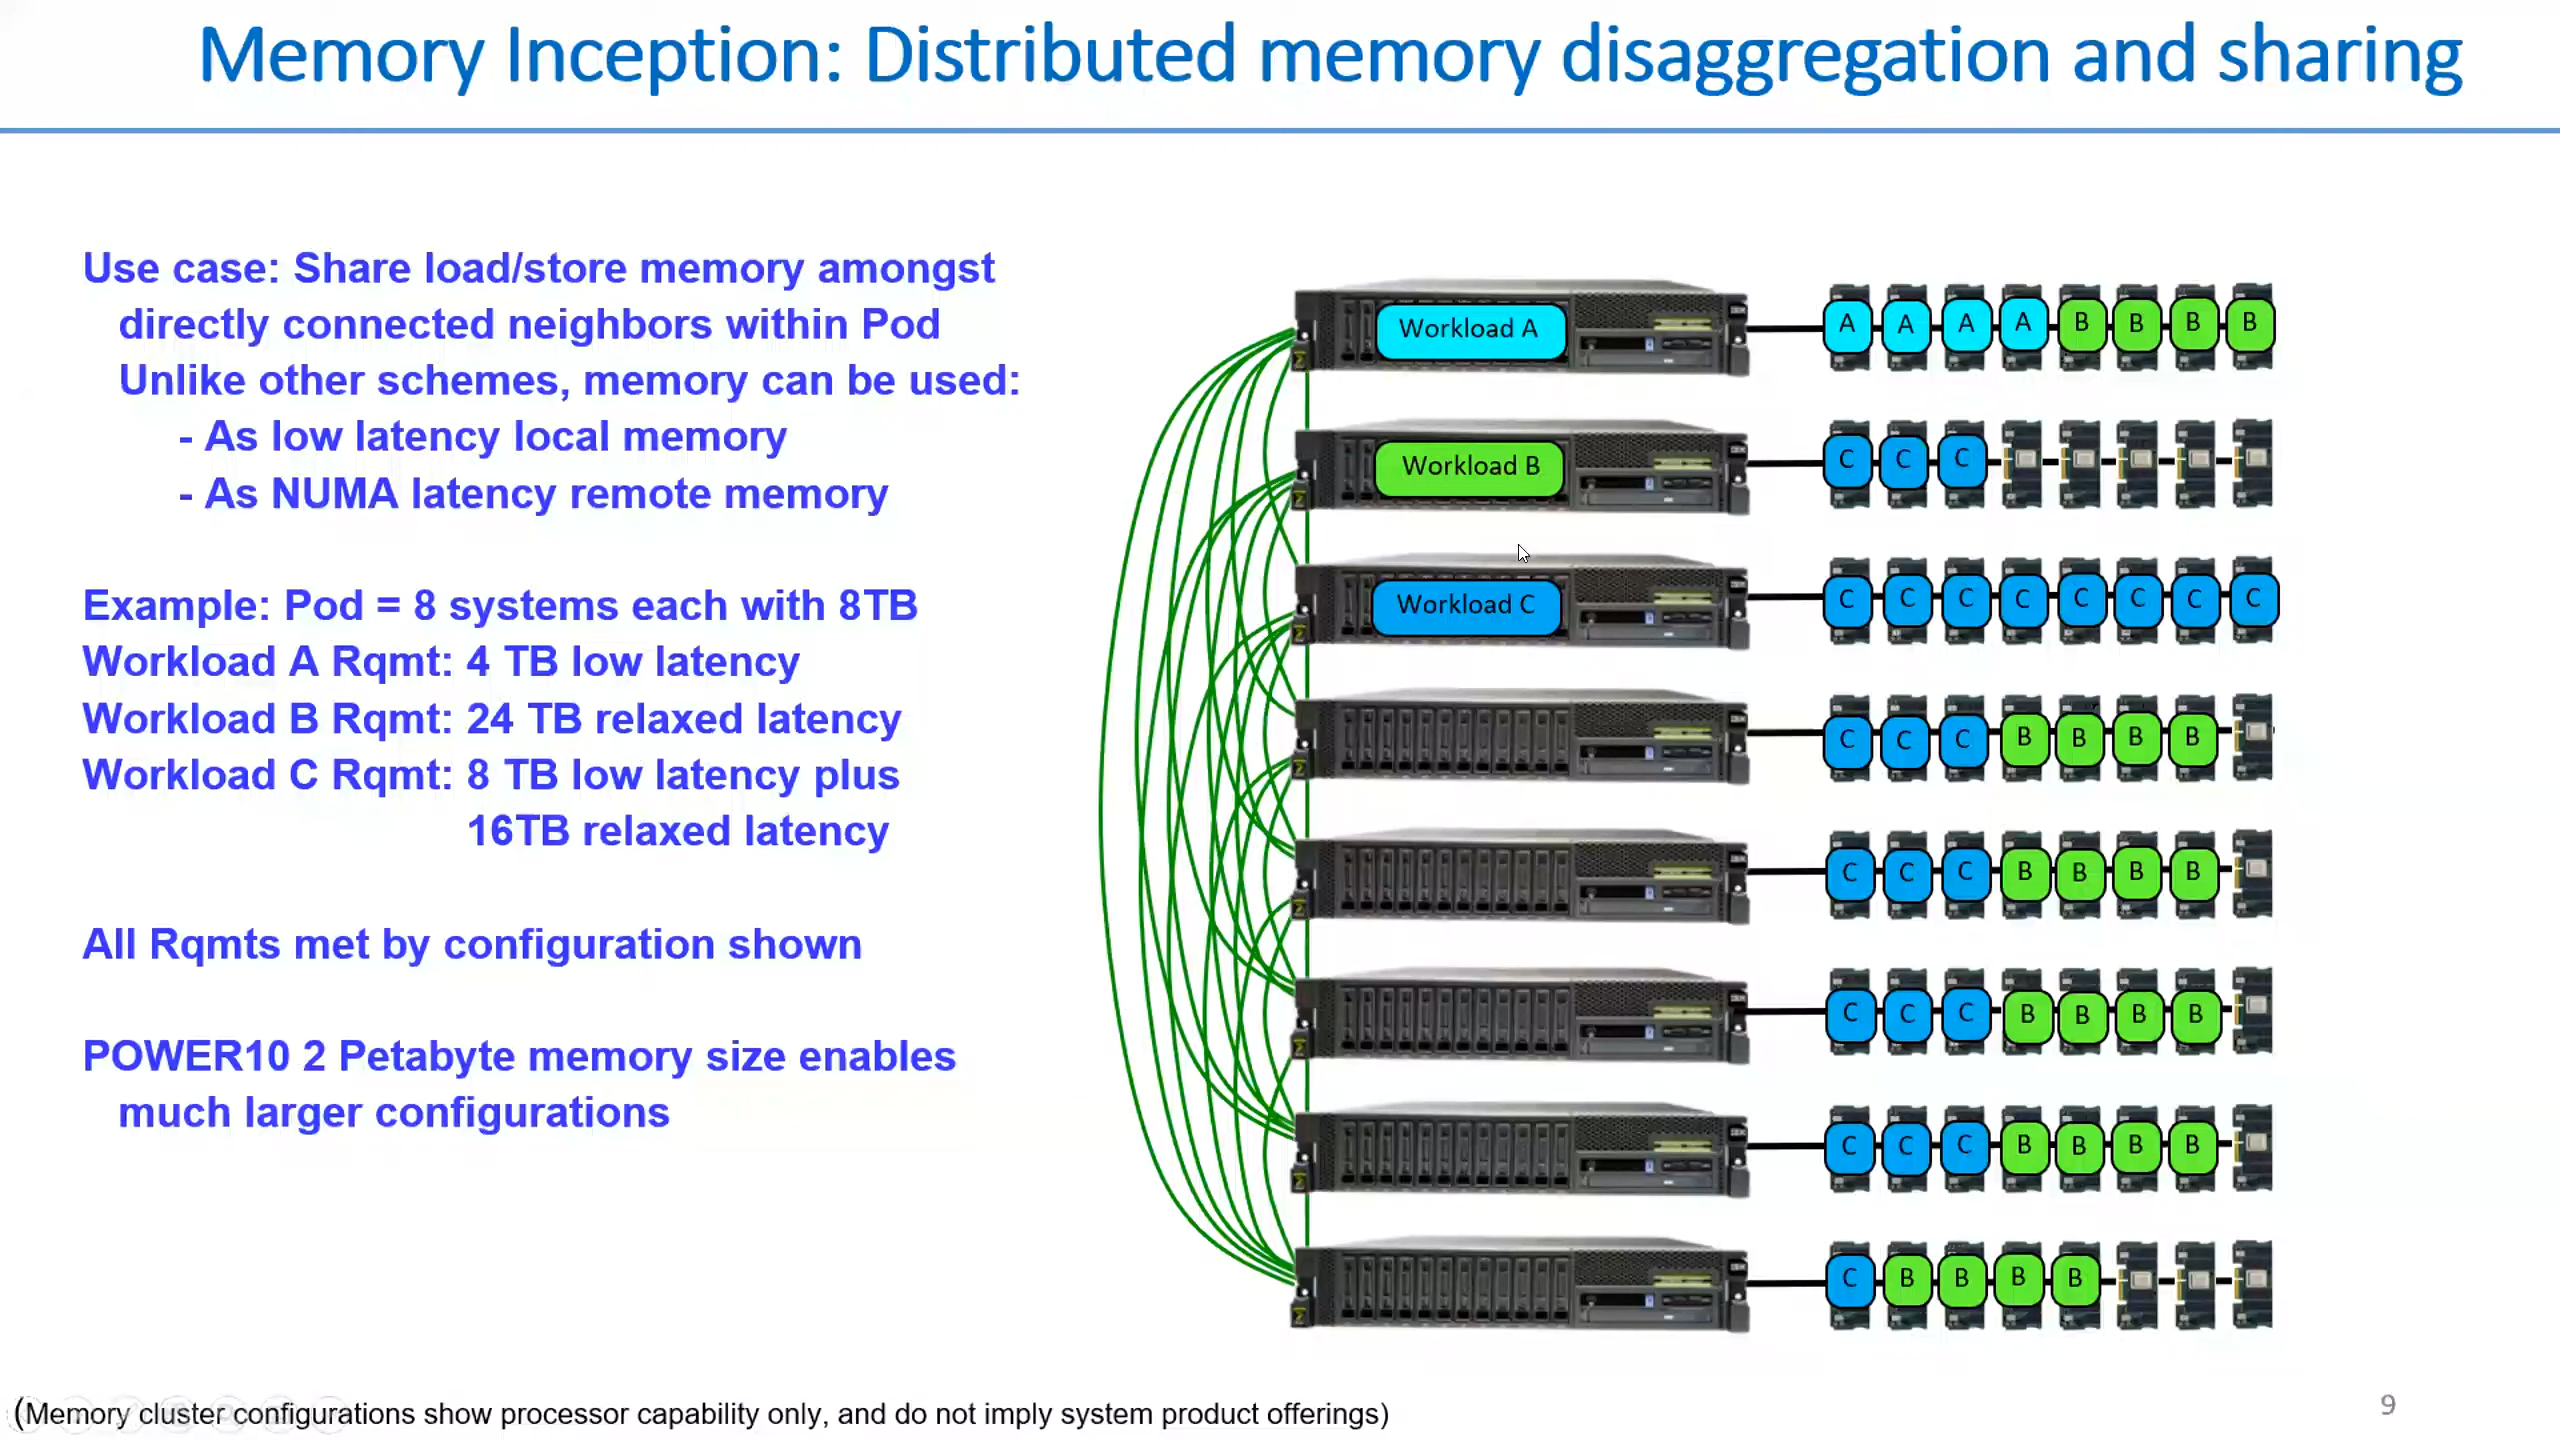 Memory Inception: Distributed memory disaggregation and sharing
Use case: Share load/store memory amongst
directly connected neighbors within Pod
Unlike other schemes, memory can be used:
- As low latency local memory
- As NUMA latency remote memory
Example: Pod = 8 systems each with 8TB
Workload A Rqmt: 4 TB low latency
Workload B Rqmt: 24 TB relaxed latency
Workload C Rqmt: 8 TB low latency plus
16TB relaxed latency
All Rqmts met by configuration shown
POWER10 2 Petabyte memory size enables
much larger configurations
Workload A A A A A B B B B
Workload B C C C
Workload C C C C C C C C C
C C C B B B B
C C C B B B B
C C C B B B B
C C C B B B B
C B B B B
(Memory cluster configurations show processor capability only, and do not imply system product offerings)
9